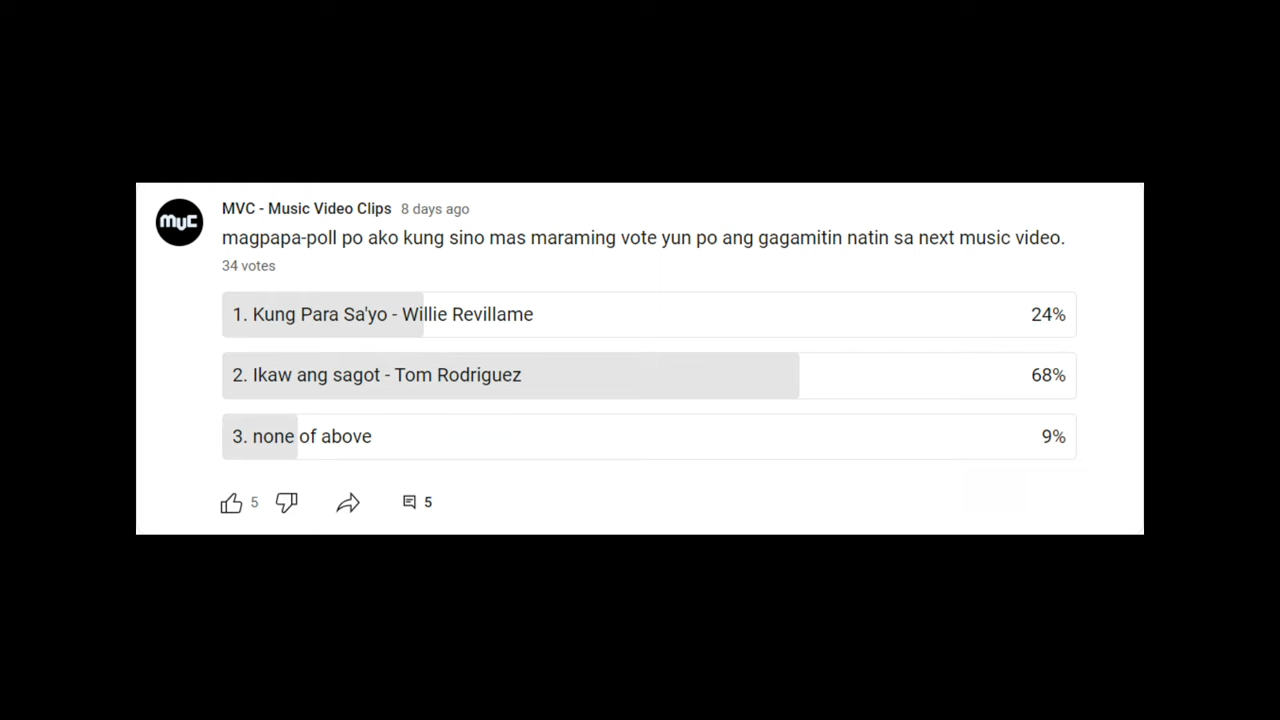 MVC
MVC - Music Video Clips 8 days ago
magpapa-poll po ako kung sino mas maraming vote yun po ang gagamitin natin sa next music video.
34 votes
1. Kung Para Sa'yo - Willie Revillame 24%
2. Ikaw ang sagot - Tom Rodriguez 68%
3. none of above 9%
5 5